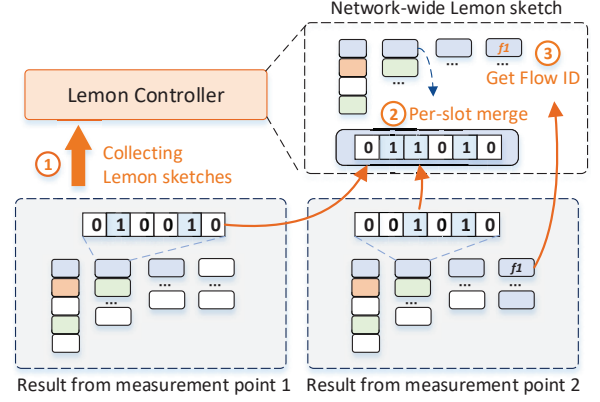 Network-wide Lemon sketch
f1
...
...
...
3
Get Flow ID
Lemon Controller
2 Per-slot merge
0 1 1 0 1 0
1
Collecting
Lemon sketches
0 1 0 0 1 0
...
...
...
Result from measurement point 1
0 0 1 0 1 0
f1
...
...
...
Result from measurement point 2